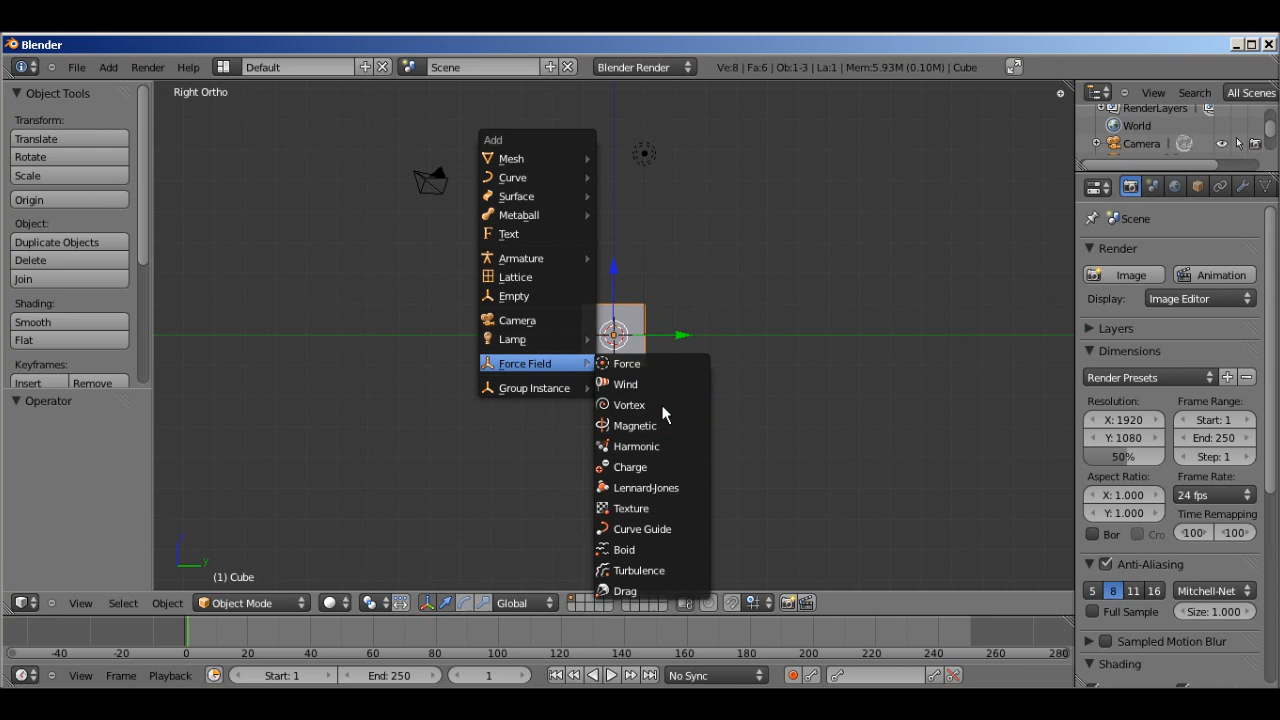 Blender
File Add Render Help Default Scene Blender Render Ve:8 | Fa:6 | Ob:1-3 | La:1 | Mem:5.93M (0.10M) | Cube
Object Tools
Transform:
Translate
Rotate
Scale
Origin
Object:
Duplicate Objects
Delete
Join
Shading:
Smooth
Flat
Keyframes:
Insert Remove
Operator
Right Ortho
Add
Mesh
Curve
Surface
Metaball
Text
Armature
Lattice
Empty
Camera
Lamp
Force Field
Group Instance
Force
Wind
Vortex
Magnetic
Harmonic
Charge
Lennard-Jones
Texture
Curve Guide
Boid
Turbulence
Drag
z
y
(1) Cube
View Select Object Object Mode Global
-40 -20 0 20 40 60 80 100 120 140 160 180 200 220 240 260 280
View Frame Playback Start: 1 End: 250 1 No Sync
View Search All Scenes
RenderLayers
World
Camera
Scene
Render
Image Animation
Display: Image Editor
Layers
Dimensions
Render Presets
Resolution: Frame Range:
X: 1920 Start: 1
Y: 1080 End: 250
50% Step: 1
Aspect Ratio: Frame Rate:
X: 1.000 24 fps
Y: 1.000 Time Remapping
Bor Cro 100 100
Anti-Aliasing
5 8 11 16 Mitchell-Net
Full Sample Size: 1.000
Sampled Motion Blur
Shading